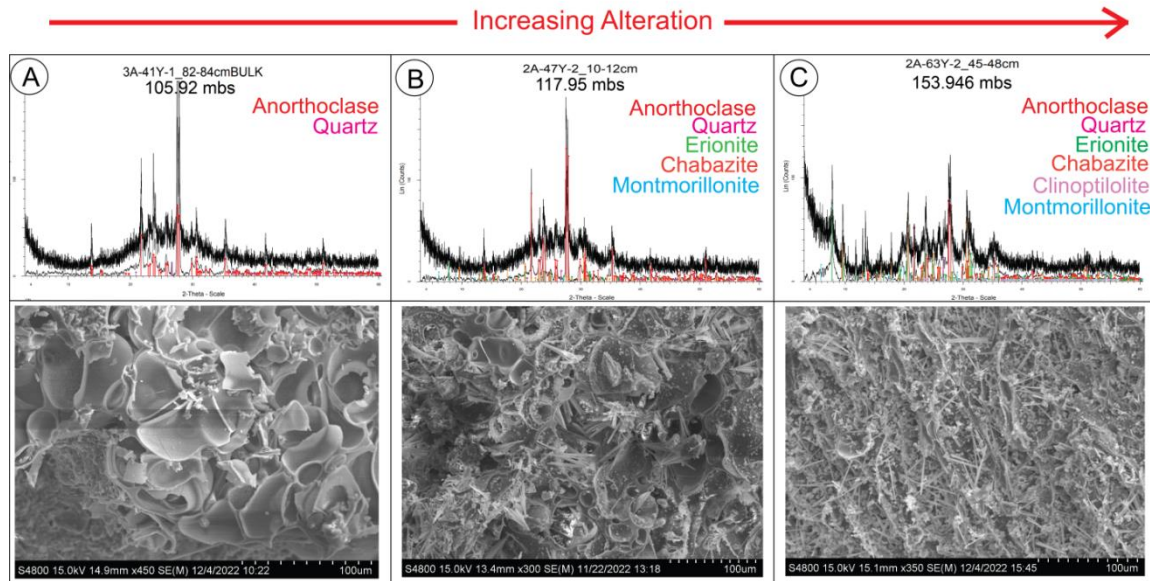 Increasing Alteration
A
3A-41Y-1_82-84cmBULK
105.92 mbs
Anorthoclase
Quartz
2-Theta - Scale
B
2A-47Y-2_10-12cm
117.95 mbs
Anorthoclase
Quartz
Erionite
Chabazite
Montmorillonite
Lin (Counts)
2-Theta - Scale
C
2A-63Y-2_45-48cm
153.946 mbs
Anorthoclase
Quartz
Erionite
Chabazite
Clinoptilolite
Montmorillonite
Lin (Counts)
2-Theta - Scale
S4800 15.0kV 14.9mm x450 SE(M) 12/4/2022 10:22 100um
S4800 15.0kV 13.4mm x300 SE(M) 11/22/2022 13:18 100um
S4800 15.0kV 15.1mm x350 SE(M) 12/4/2022 15:45 100um